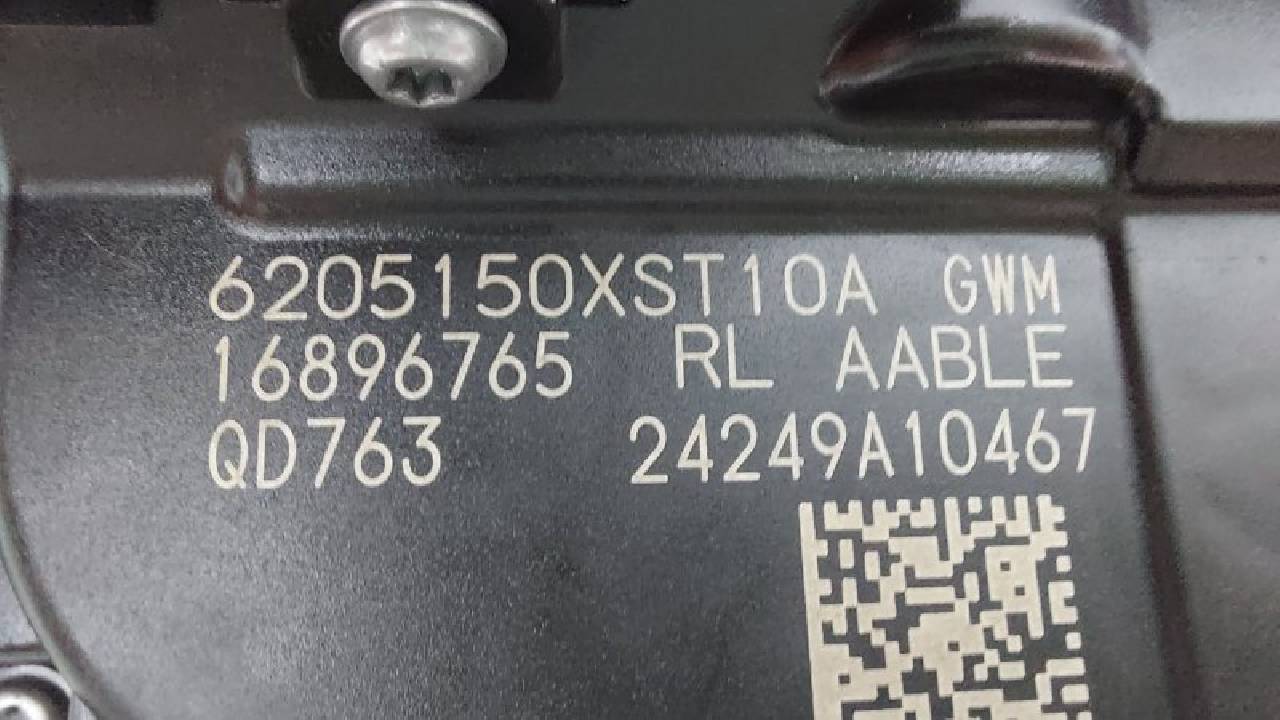 6205150XST10A GWM
16896765 RL AABLE
QD763 24249A10467